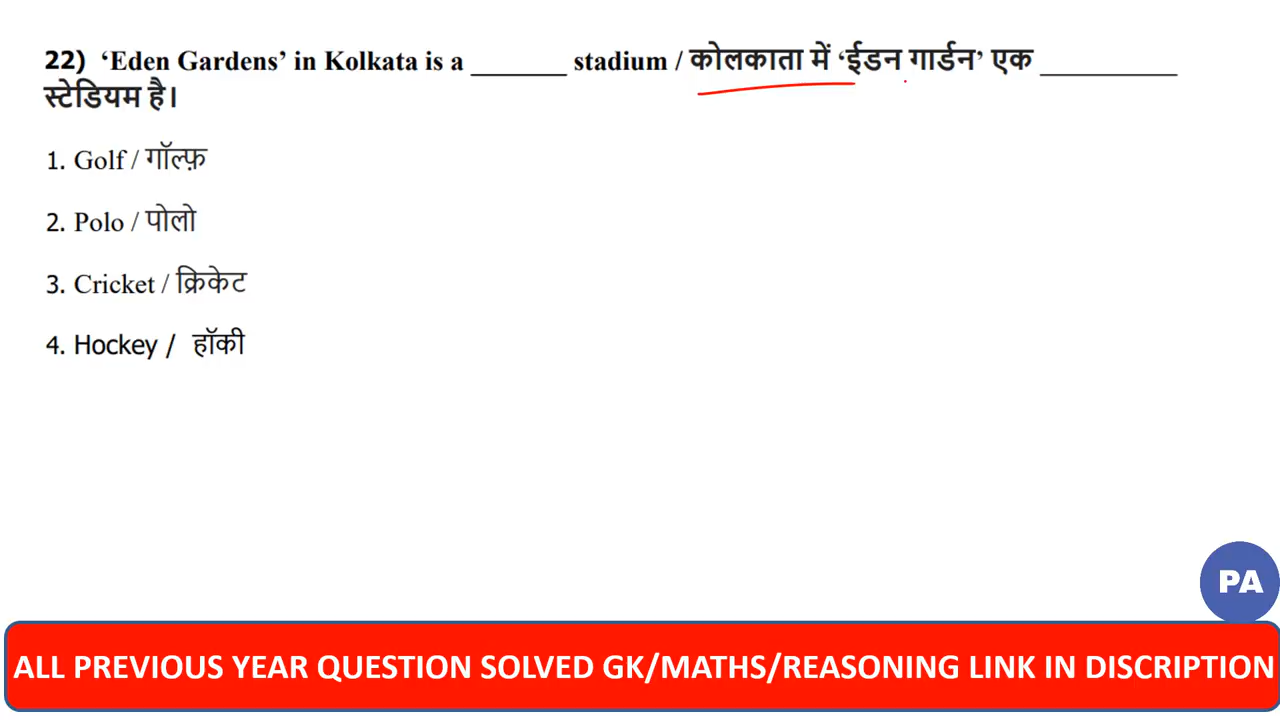 22) ‘Eden Gardens’ in Kolkata is a _______ stadium / कोलकाता में ‘ईडन गार्डन’ एक __________
स्टेडियम है।
1. Golf / गॉल्फ़
2. Polo / पोलो
3. Cricket / क्रिकेट
4. Hockey / हॉकी
PA
ALL PREVIOUS YEAR QUESTION SOLVED GK/MATHS/REASONING LINK IN DISCRIPTION